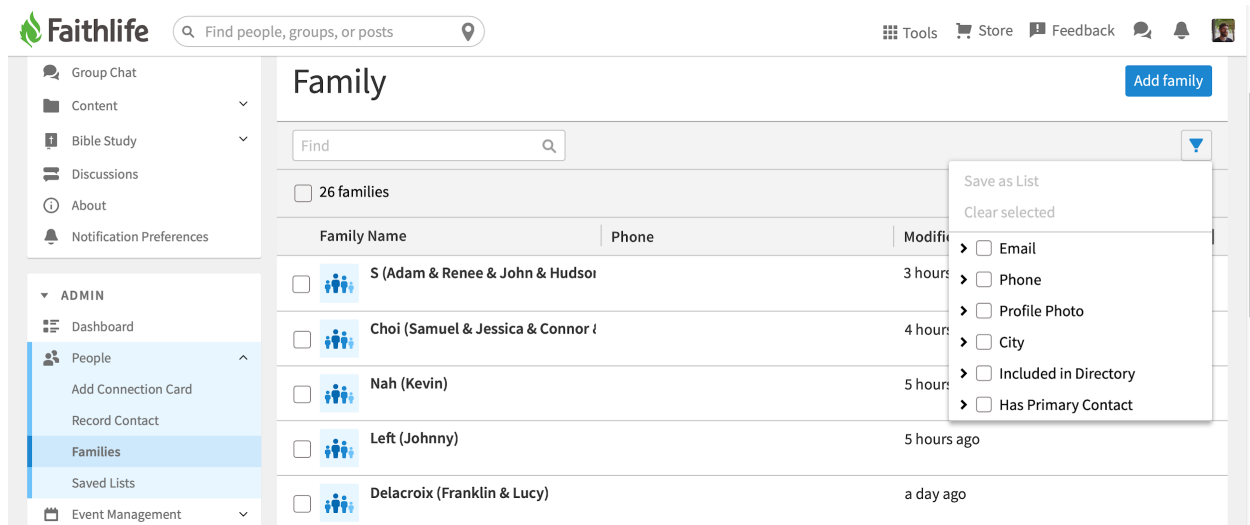 Faithlife
Find people, groups, or posts
Tools
Store
Feedback
Group Chat
Content
Bible Study
Discussions
About
Notification Preferences
ADMIN
Dashboard
People
Add Connection Card
Record Contact
Families
Saved Lists
Event Management
Family
Add family
Find
26 families
Save as List
Clear selected
Email
Phone
Profile Photo
City
Included in Directory
Has Primary Contact
Family Name Phone
S (Adam & Renee & John & Hudson 3 hours
Choi (Samuel & Jessica & Connor & 4 hours
Nah (Kevin) 5 hours
Left (Johnny) 5 hours ago
Delacroix (Franklin & Lucy) a day ago